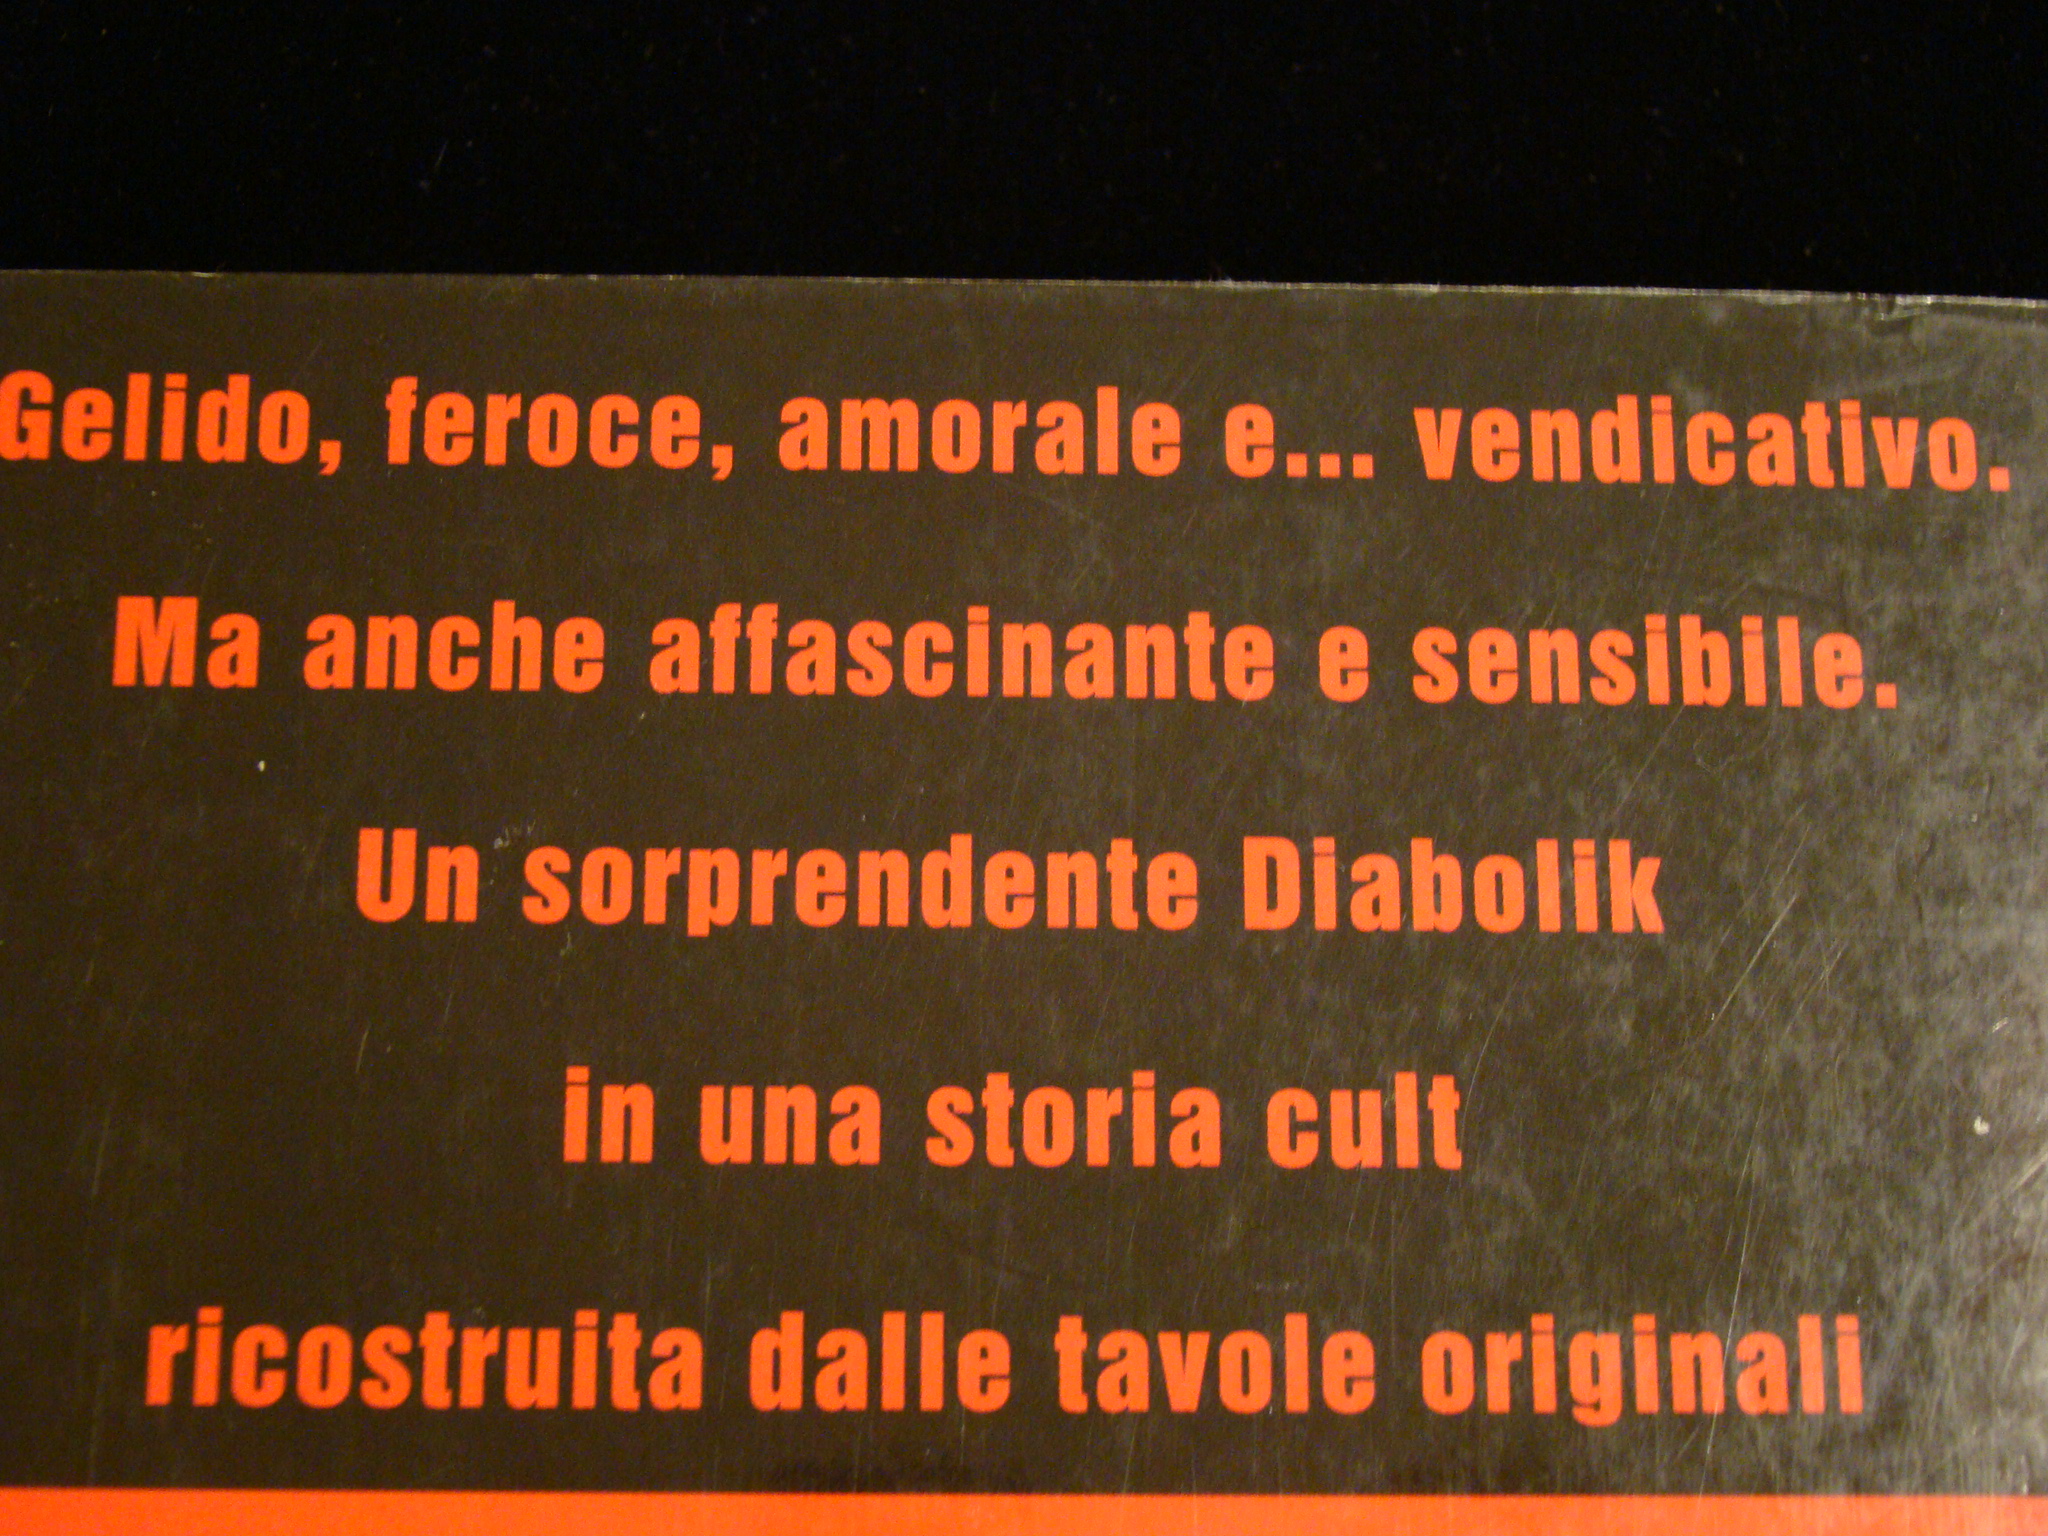 Gelido, feroce, amorale e... vendicativo.
Ma anche affascinante e sensibile.
Un sorprendente Diabolik
in una storia cult
ricostruita dalle tavole originali